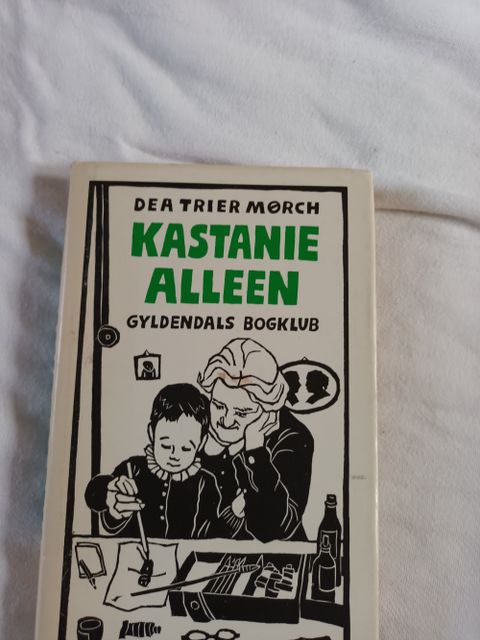 DEA TRIER MØRCH
KASTANIE
ALLEEN
GYLDENDALS BOGKLUB